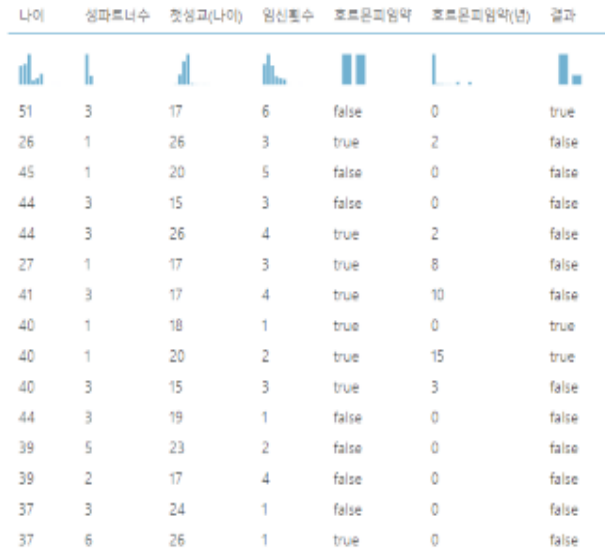 나이 성파트너수 첫성교(나이) 임신횟수 호르몬피임약 호르몬피임약(년) 결과
51 3 17 6 false 0 true
26 1 26 3 true 2 false
45 1 20 5 false 0 false
44 3 15 3 false 0 false
44 3 26 4 true 2 false
27 1 17 3 true 8 false
41 3 17 4 true 10 false
40 1 18 1 true 0 true
40 1 20 2 true 15 true
40 3 15 3 true 3 false
44 3 19 1 false 0 false
39 5 23 2 false 0 false
39 2 17 4 false 0 false
37 3 24 1 false 0 false
37 6 26 1 true 0 false